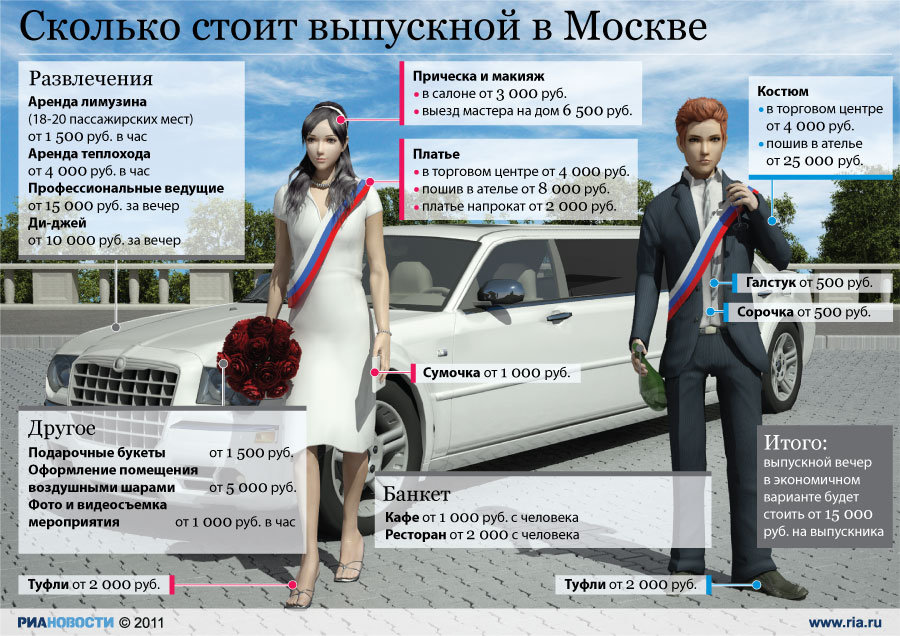 Сколько стоит выпускной в Москве
Развлечения
Аренда лимузина
(18-20 пассажирских мест)
от 1 500 руб. в час
Аренда теплохода
от 4 000 руб. в час
Профессиональные ведущие
от 15 000 руб. за вечер
Ди-джей
от 10 000 руб. за вечер
Прическа и макияж
• в салоне от 3 000 руб.
• выезд мастера на дом 6 500 руб.
Платье
• в торговом центре от 4 000 руб.
• пошив в ателье от 8 000 руб.
• платье напрокат от 2 000 руб.
Костюм
• в торговом центре
от 4 000 руб.
• пошив в ателье
от 25 000 руб.
Галстук от 500 руб.
Сорочка от 500 руб.
Сумочка от 1 000 руб.
Другое
Подарочные букеты от 1 500 руб.
Оформление помещения
воздушными шарами от 5 000 руб.
Фото и видеосъемка
мероприятия от 1 000 руб. в час
Банкет
Кафе от 1 000 руб. с человека
Ресторан от 2 000 с человека
Итого:
выпускной вечер
в экономичном
варианте будет
стоить от 15 000
руб. на выпускника
Туфли от 2 000 руб.
Туфли от 2 000 руб.
РИАНОВОСТИ © 2011
www.ria.ru